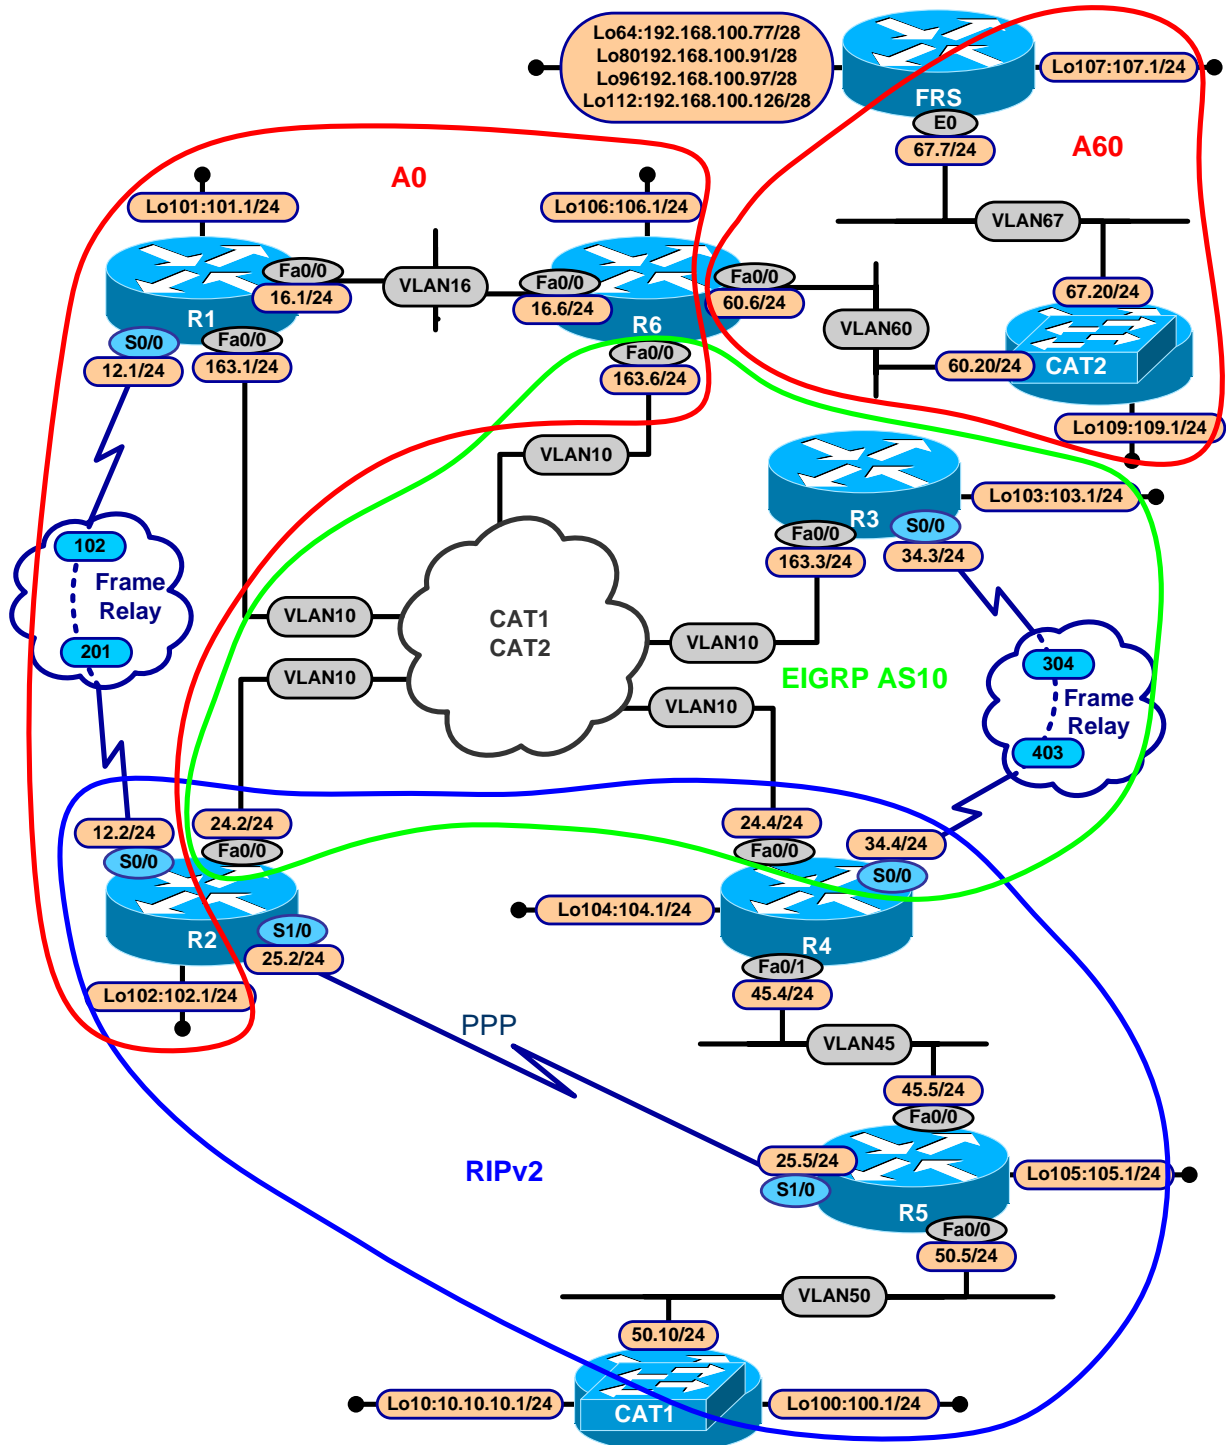 Lo64:192.168.100.77/28
Lo80192.168.100.91/28
Lo96192.168.100.97/28
Lo112:192.168.100.126/28
FRS
Lo107:107.1/24
E0
67.7/24
A60
A0
VLAN67
Lo101:101.1/24
Lo106:106.1/24
R1
Fa0/0
16.1/24
VLAN16
Fa0/0
16.6/24
R6
Fa0/0
60.6/24
67.20/24
S0/0
12.1/24
Fa0/0
163.1/24
Fa0/0
163.6/24
VLAN60
60.20/24
CAT2
Lo109:109.1/24
VLAN10
R3
Lo103:103.1/24
Fa0/0
163.3/24
S0/0
34.3/24
102
Frame
Relay
201
VLAN10
VLAN10
CAT1
CAT2
VLAN10
VLAN10
EIGRP AS10
304
Frame
Relay
403
12.2/24
S0/0
24.2/24
Fa0/0
24.4/24
Fa0/0
34.4/24
S0/0
R2
S1/0
25.2/24
Lo102:102.1/24
Lo104:104.1/24
R4
Fa0/1
45.4/24
PPP
VLAN45
45.5/24
Fa0/0
RIPv2
25.5/24
S1/0
R5
Lo105:105.1/24
Fa0/0
50.5/24
VLAN50
50.10/24
Lo10:10.10.10.1/24
CAT1
Lo100:100.1/24